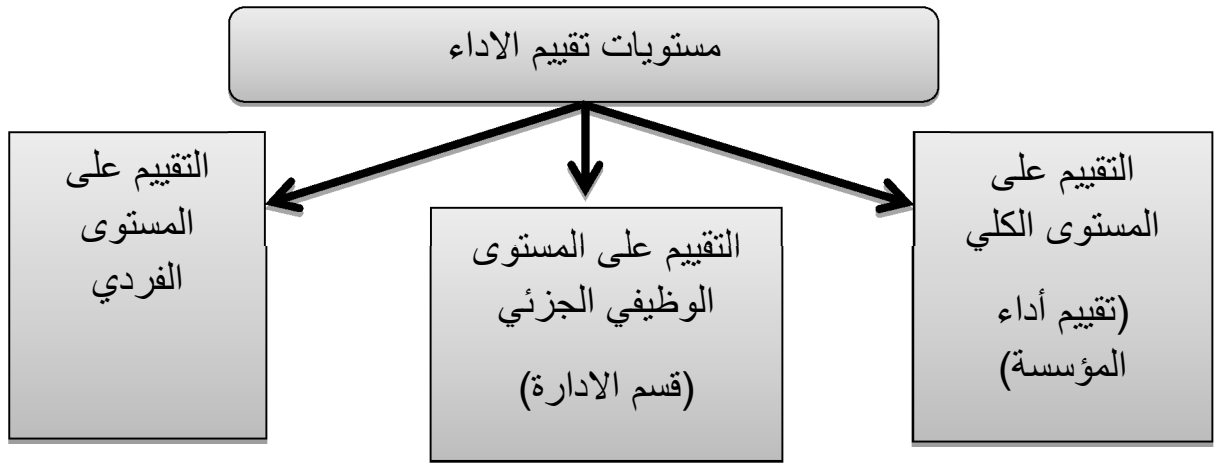 مستويات تقييم الاداء
التقييم على
المستوى الكلي
(تقييم أداء
المؤسسة)
التقييم على المستوى
الوظيفي الجزئي
(قسم الادارة)
التقييم على
المستوى
الفردي